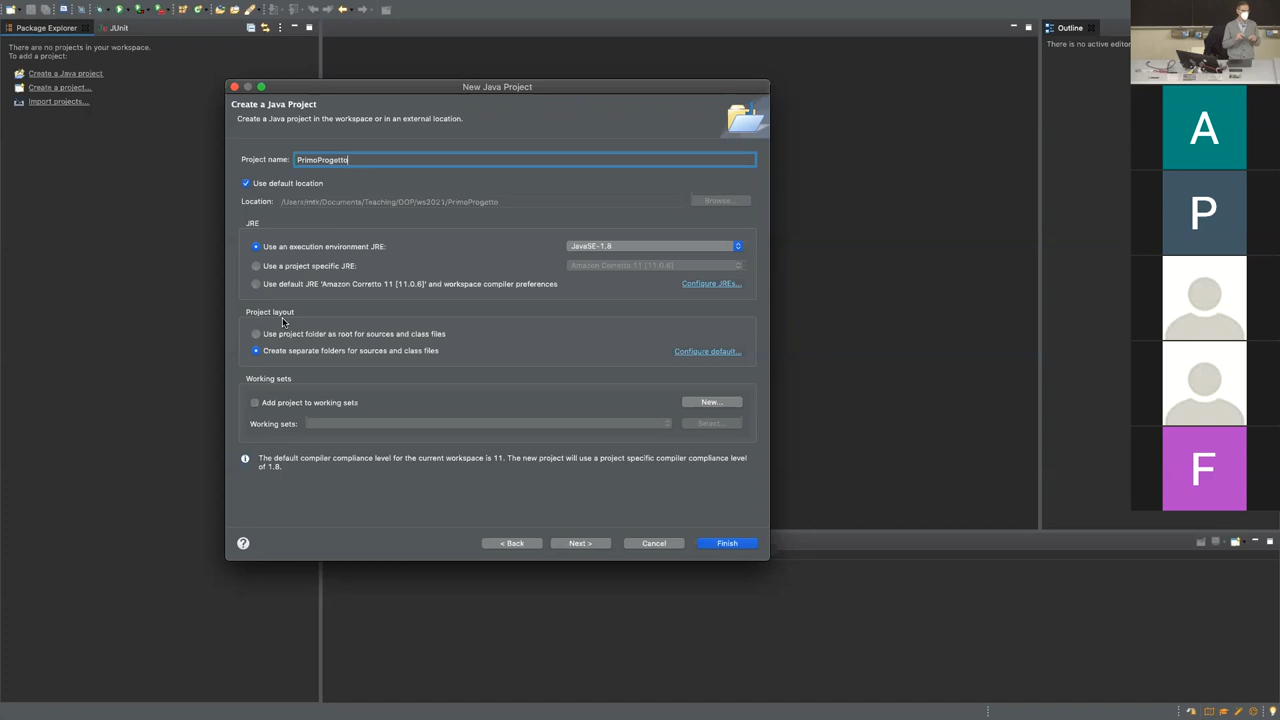 Package Explorer
JUnit
There are no projects in your workspace.
To add a project:
Create a Java project
Create a project...
Import projects...
Outline
There is no active editor
New Java Project
Create a Java Project
Create a Java project in the workspace or in an external location.
Project name: PrimoProgetto
Use default location
Location: /Users/mtk/Documents/Teaching/OOP/ws2021/PrimoProgetto
Browse...
JRE
Use an execution environment JRE: JavaSE-1.8
Use a project specific JRE: Amazon Corretto 11 [11.0.6]
Use default JRE 'Amazon Corretto 11 [11.0.6]' and workspace compiler preferences
Configure JREs...
Project layout
Use project folder as root for sources and class files
Create separate folders for sources and class files
Configure default...
Working sets
Add project to working sets
New...
Working sets:
Select...
The default compiler compliance level for the current workspace is 11. The new project will use a project specific compiler compliance level
of 1.8.
?
< Back
Next >
Cancel
Finish
A
P
F